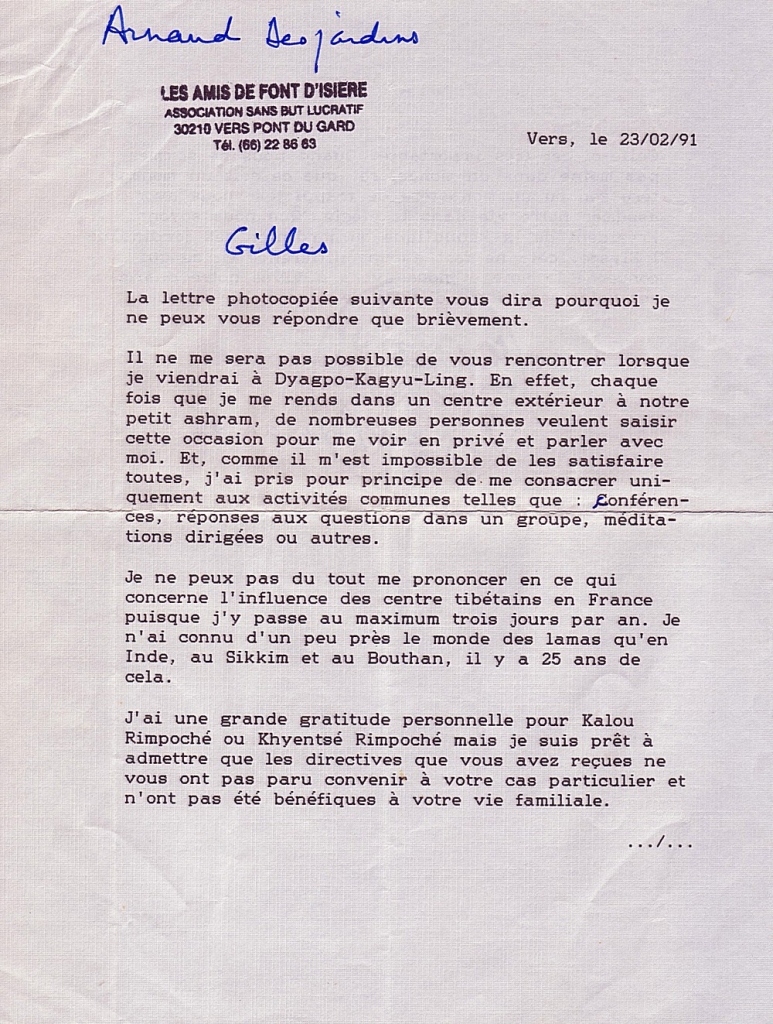 Arnaud Desjardins
LES AMIS DE FONT D'ISIERE
ASSOCIATION SANS BUT LUCRATIF
30210 VERS PONT DU GARD
Tél. (66) 22 86 63
Vers, le 23/02/91
Gilles
La lettre photocopiée suivante vous dira pourquoi je
ne peux vous répondre que brièvement.
Il ne me sera pas possible de vous rencontrer lorsque
je viendrai à Dyagpo-Kagyu-Ling. En effet, chaque
fois que je me rends dans un centre extérieur à notre
petit ashram, de nombreuses personnes veulent saisir
cette occasion pour me voir en privé et parler avec
moi. Et, comme il m'est impossible de les satisfaire
toutes, j'ai pris pour principe de me consacrer uni-
quement aux activités communes telles que : conféren-
ces, réponses aux questions dans un groupe, médita-
tions dirigées ou autres.
Je ne peux pas du tout me prononcer en ce qui
concerne l'influence des centre tibétains en France
puisque j'y passe au maximum trois jours par an. Je
n'ai connu d'un peu près le monde des lamas qu'en
Inde, au Sikkim et au Bouthan, il y a 25 ans de
cela.
J'ai une grande gratitude personnelle pour Kalou
Rimpoché ou Khyentsé Rimpoché mais je suis prêt à
admettre que les directives que vous avez reçues ne
vous ont pas paru convenir à votre cas particulier et
n'ont pas été bénéfiques à votre vie familiale.
.../...